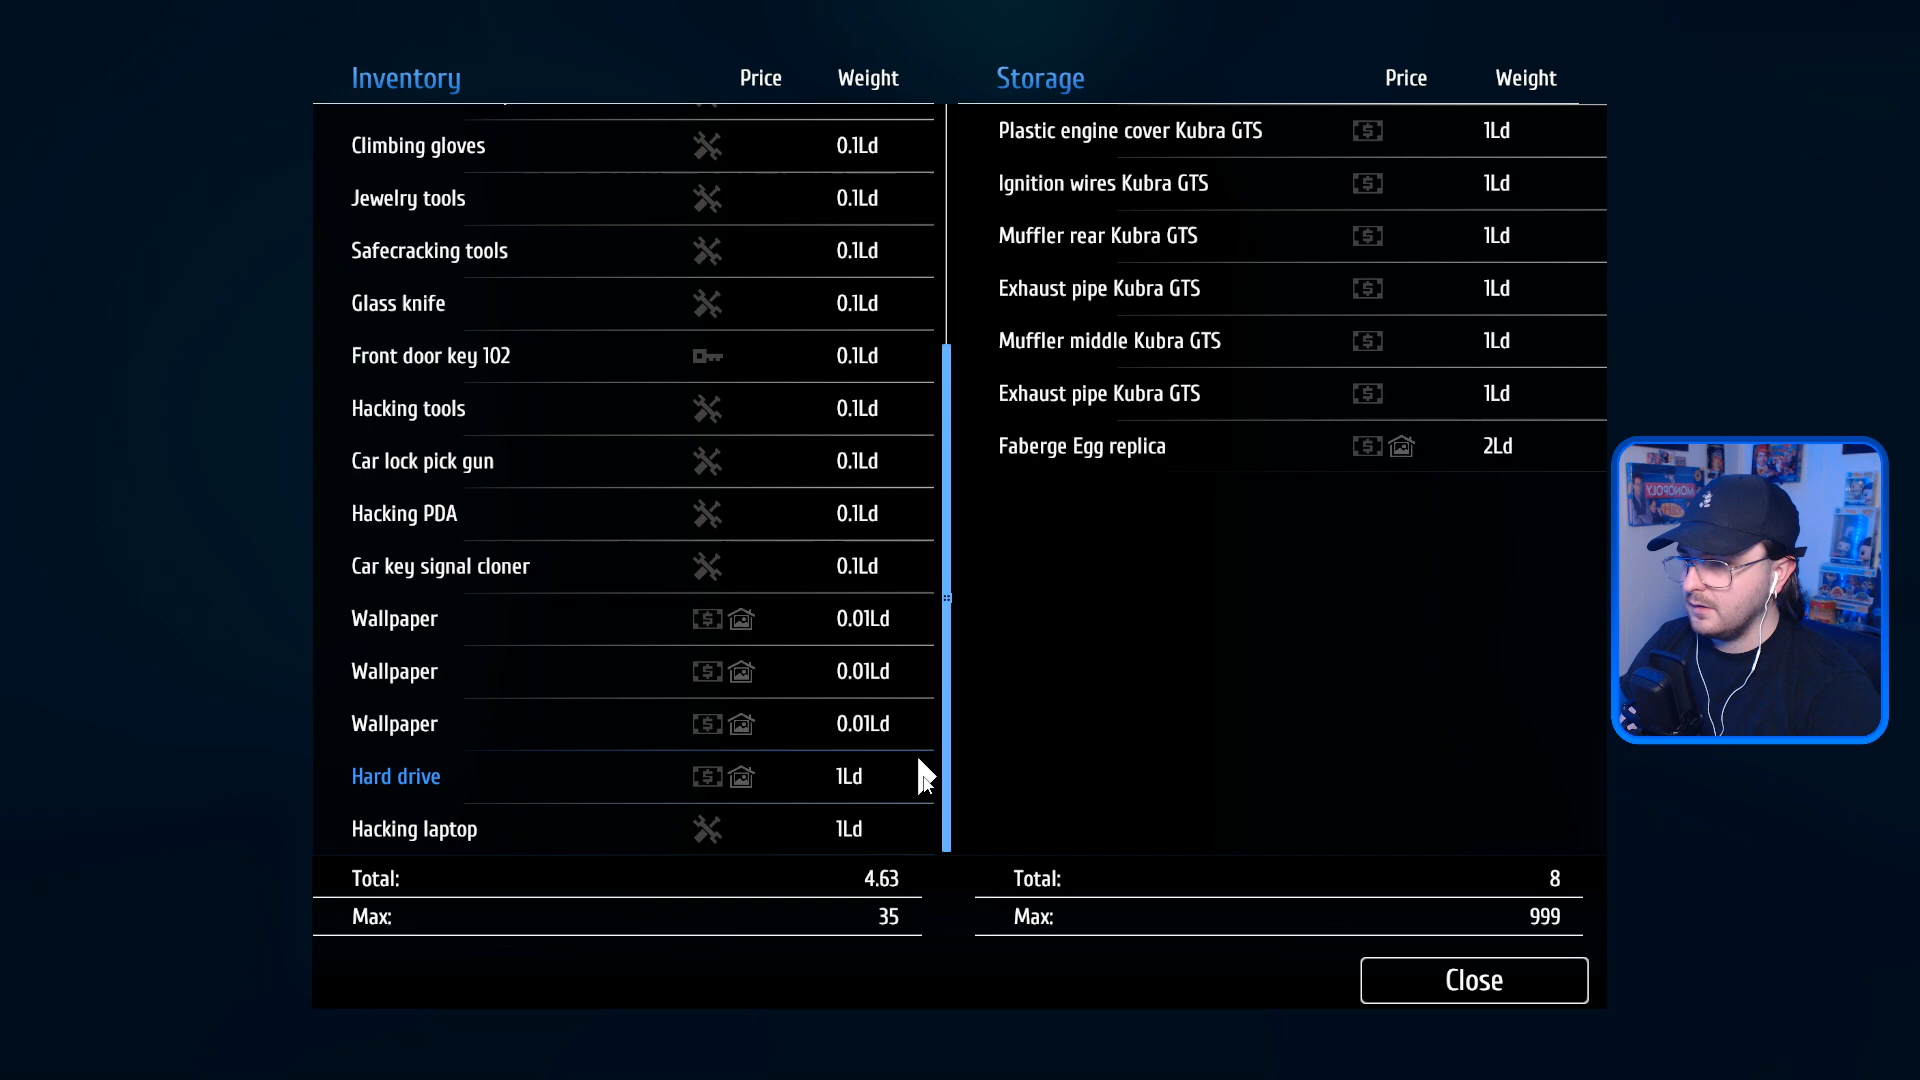 Inventory Price Weight
Climbing gloves 0.1Ld
Jewelry tools 0.1Ld
Safecracking tools 0.1Ld
Glass knife 0.1Ld
Front door key 102 0.1Ld
Hacking tools 0.1Ld
Car lock pick gun 0.1Ld
Hacking PDA 0.1Ld
Car key signal cloner 0.1Ld
Wallpaper 0.01Ld
Wallpaper 0.01Ld
Wallpaper 0.01Ld
Hard drive 1Ld
Hacking laptop 1Ld
Total: 4.63
Max: 35
Storage Price Weight
Plastic engine cover Kubra GTS 1Ld
Ignition wires Kubra GTS 1Ld
Muffler rear Kubra GTS 1Ld
Exhaust pipe Kubra GTS 1Ld
Muffler middle Kubra GTS 1Ld
Exhaust pipe Kubra GTS 1Ld
Faberge Egg replica 2Ld
Total: 8
Max: 999
Close
MONOPOLY